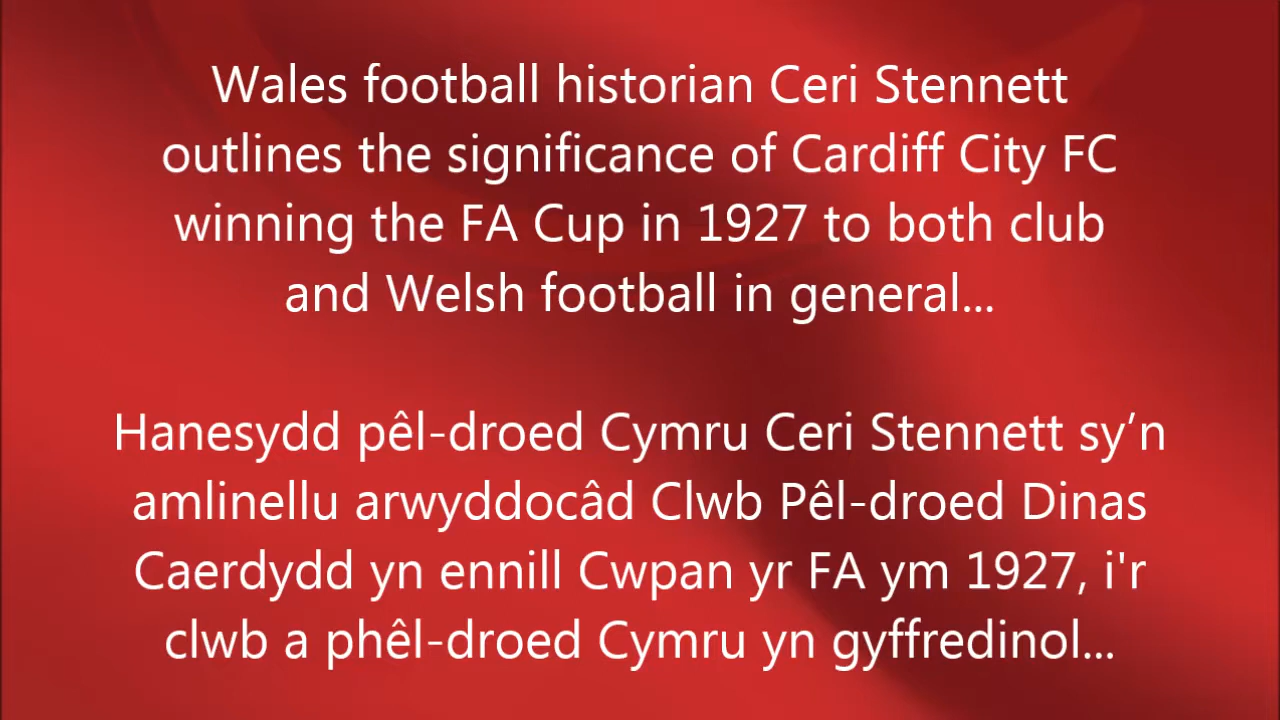 Wales football historian Ceri Stennett
outlines the significance of Cardiff City FC
winning the FA Cup in 1927 to both club
and Welsh football in general...
Hanesydd pêl-droed Cymru Ceri Stennett sy’n
amlinellu arwyddocâd Clwb Pêl-droed Dinas
Caerdydd yn ennill Cwpan yr FA ym 1927, i'r
clwb a phêl-droed Cymru yn gyffredinol...